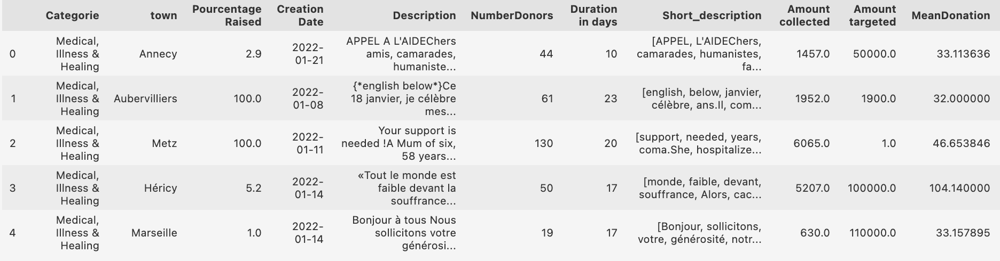 Categorie town Pourcentage Raised Creation Date Description NumberDonors Duration in days Short_description Amount collected Amount targeted MeanDonation
0 Medical, Illness & Healing Annecy 2.9 2022-01-21 APPEL A L'AIDEChers amis, camarades, humaniste... 44 10 [APPEL, L'AIDEChers, camarades, humanistes, fa... 1457.0 50000.0 33.113636
1 Medical, Illness & Healing Aubervilliers 100.0 2022-01-08 {*english below*}Ce 18 janvier, je célèbre mes... 61 23 [english, below, janvier, célèbre, ans.Il, com... 1952.0 1900.0 32.000000
2 Medical, Illness & Healing Metz 100.0 2022-01-11 Your support is needed !A Mum of six, 58 years... 130 20 [support, needed, years, coma.She, hospitalize... 6065.0 1.0 46.653846
3 Medical, Illness & Healing Héricy 5.2 2022-01-14 «Tout le monde est faible devant la souffrance... 50 17 [monde, faible, devant, souffrance, Alors, cac... 5207.0 100000.0 104.140000
4 Medical, Illness & Healing Marseille 1.0 2022-01-14 Bonjour à tous Nous sollicitons votre générosi... 19 17 [Bonjour, sollicitons, votre, générosité, notr... 630.0 110000.0 33.157895